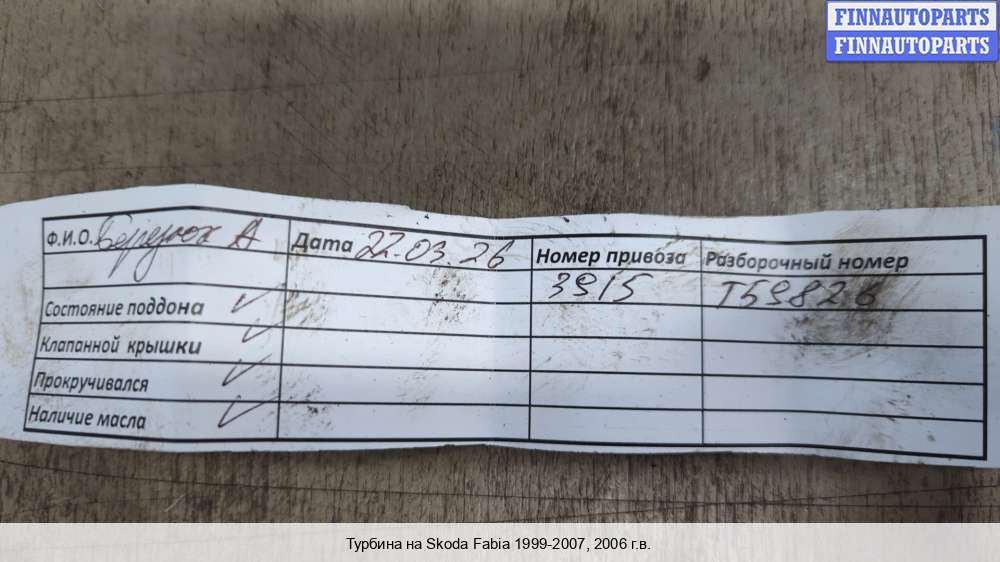 FINNAUTOPARTS
FINNAUTOPARTS
Ф.И.О. А Дата 22.03.26 Номер привоза Разборочный номер
3915 Т59826
Состояние поддона ✓
Клапанной крышки ✓
Прокручивался ✓
Наличие масла ✓
Турбина на Skoda Fabia 1999-2007, 2006 г.в.